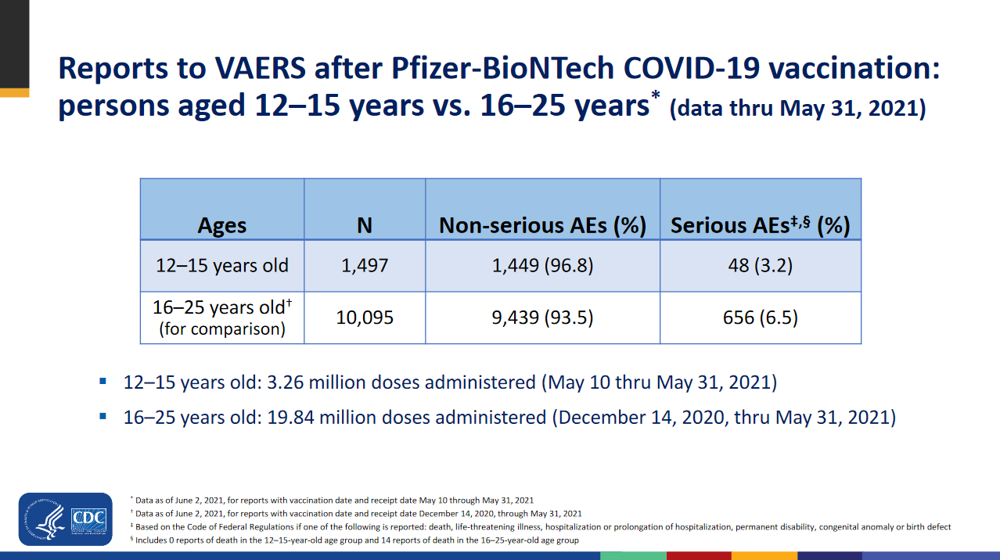 Reports to VAERS after Pfizer-BioNTech COVID-19 vaccination:
persons aged 12–15 years vs. 16–25 years* (data thru May 31, 2021)
Ages N Non-serious AEs (%) Serious AEs‡,§ (%)
12–15 years old 1,497 1,449 (96.8) 48 (3.2)
16–25 years old†
(for comparison) 10,095 9,439 (93.5) 656 (6.5)
▪ 12–15 years old: 3.26 million doses administered (May 10 thru May 31, 2021)
▪ 16–25 years old: 19.84 million doses administered (December 14, 2020, thru May 31, 2021)
CDC
* Data as of June 2, 2021, for reports with vaccination date and receipt date May 10 through May 31, 2021
† Data as of June 2, 2021, for reports with vaccination date and receipt date December 14, 2020, through May 31, 2021
‡ Based on the Code of Federal Regulations if one of the following is reported: death, life-threatening illness, hospitalization or prolongation of hospitalization, permanent disability, congenital anomaly or birth defect
§ Includes 0 reports of death in the 12–15-year-old age group and 14 reports of death in the 16–25-year-old age group